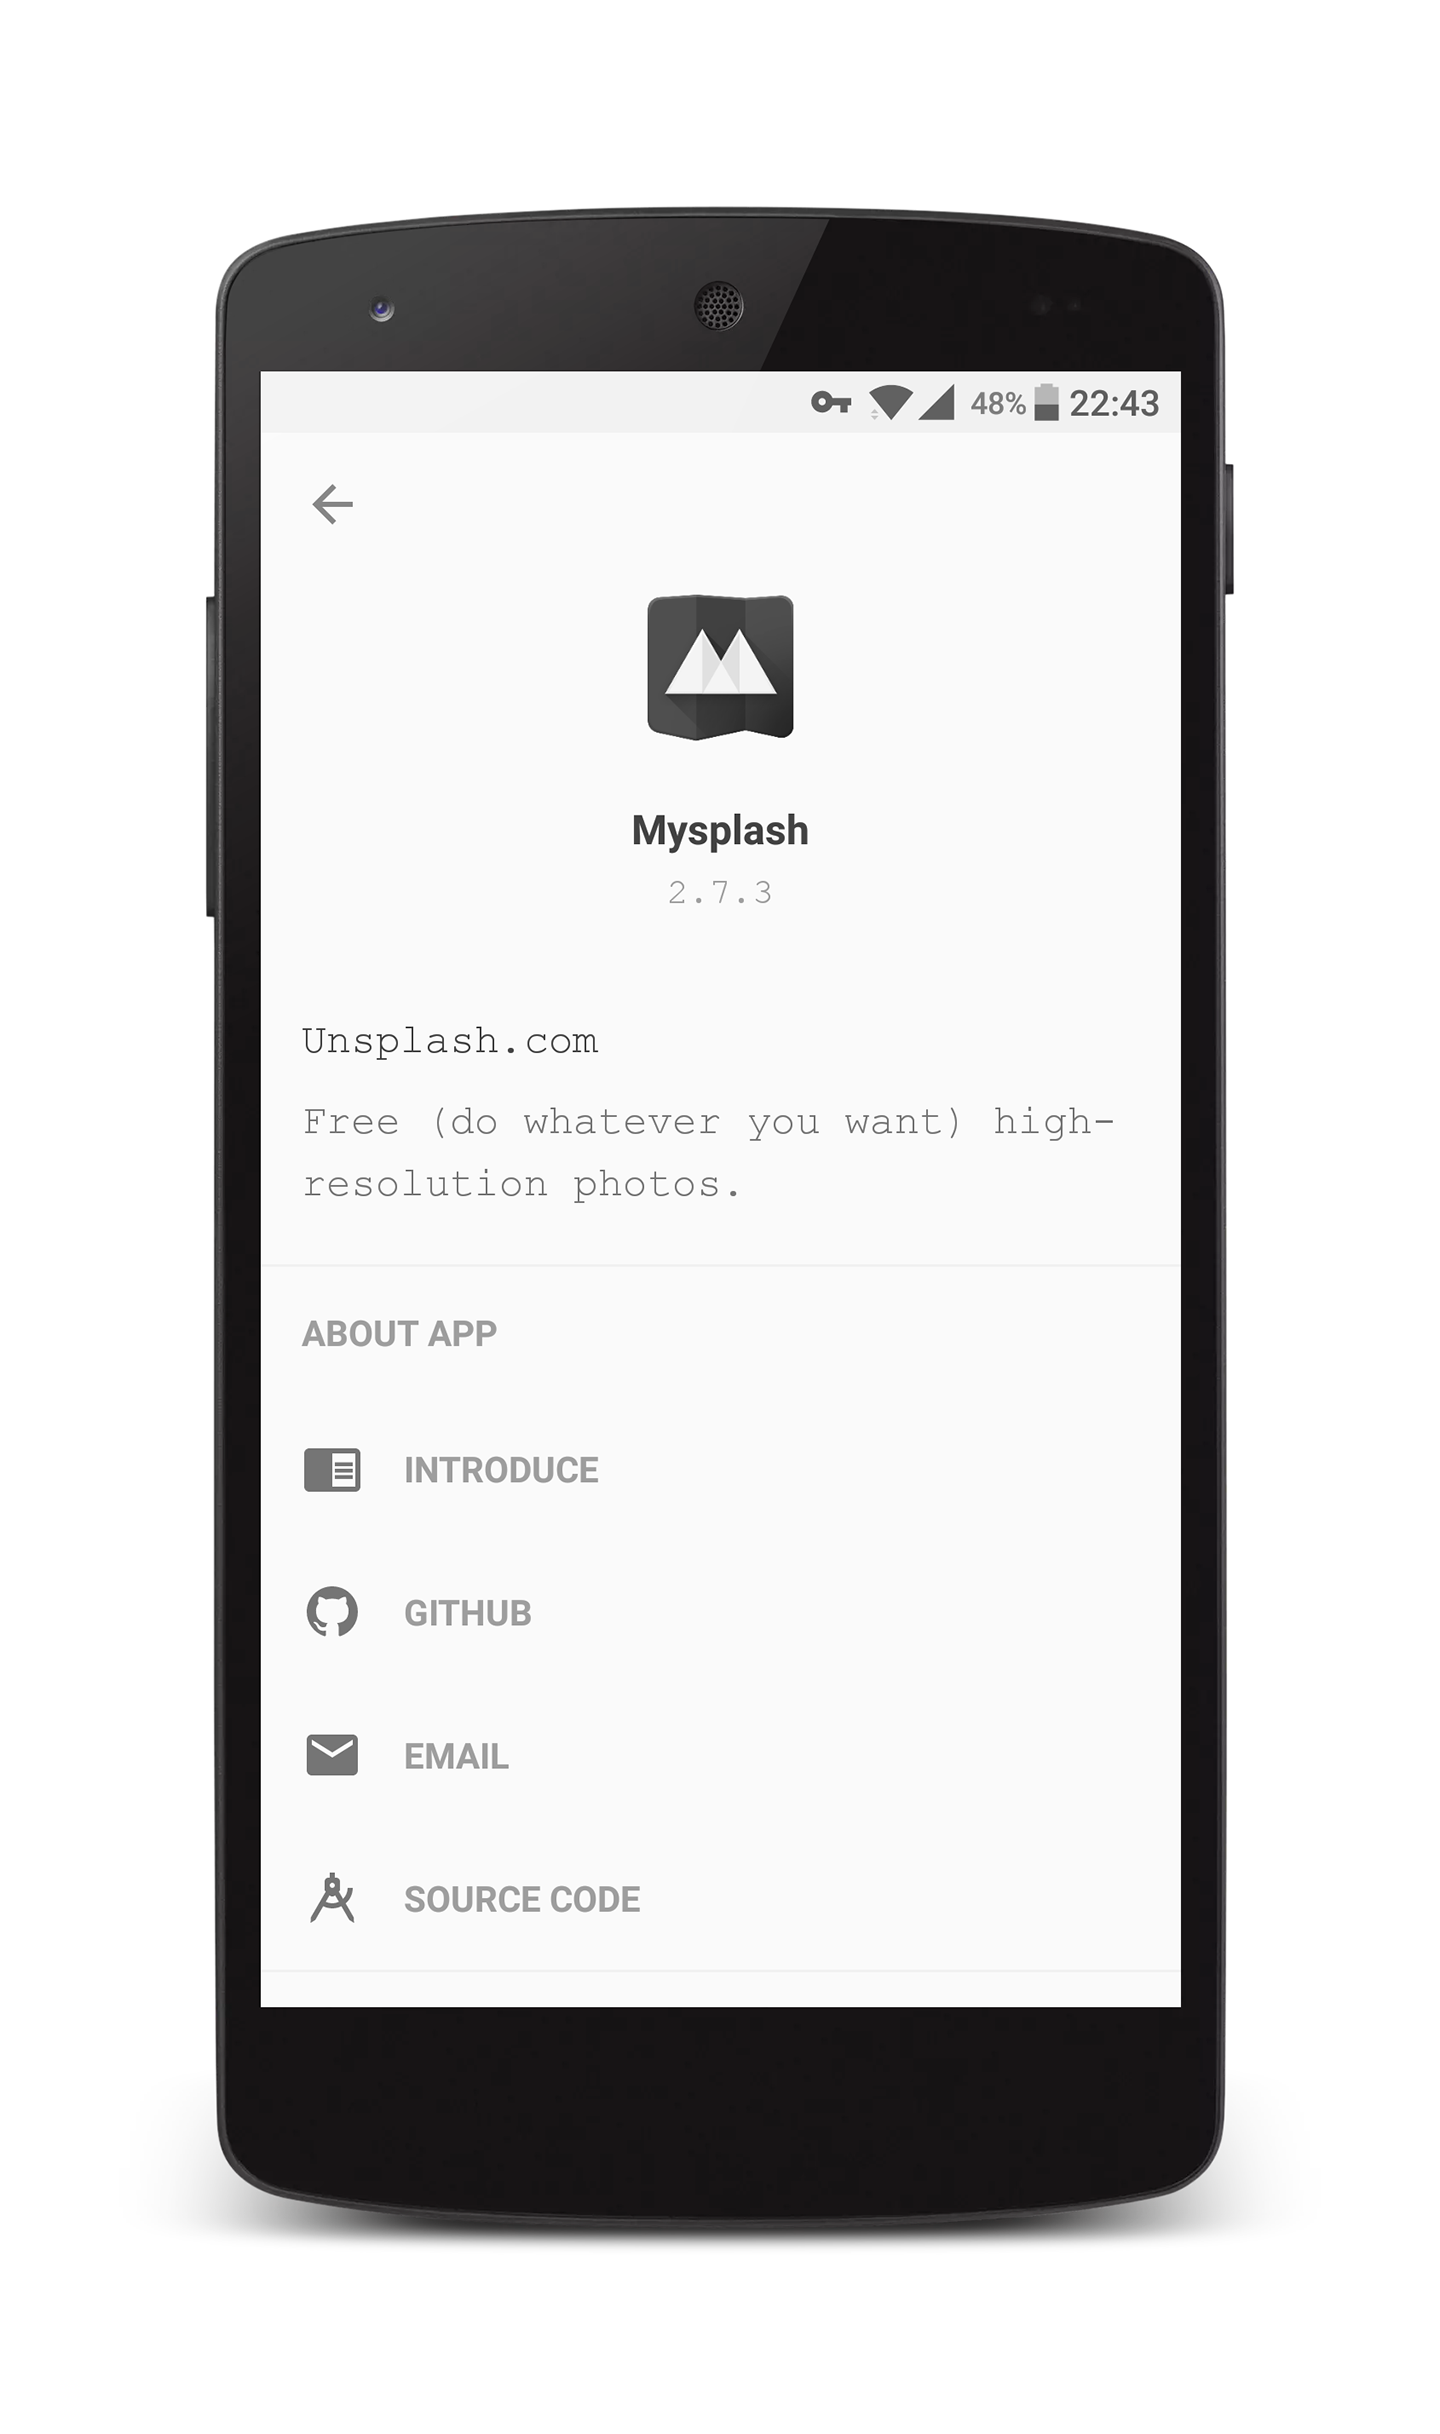 48% 22:43
Mysplash
2.7.3
Unsplash.com
Free (do whatever you want) high-
resolution photos.
ABOUT APP
INTRODUCE
GITHUB
EMAIL
SOURCE CODE